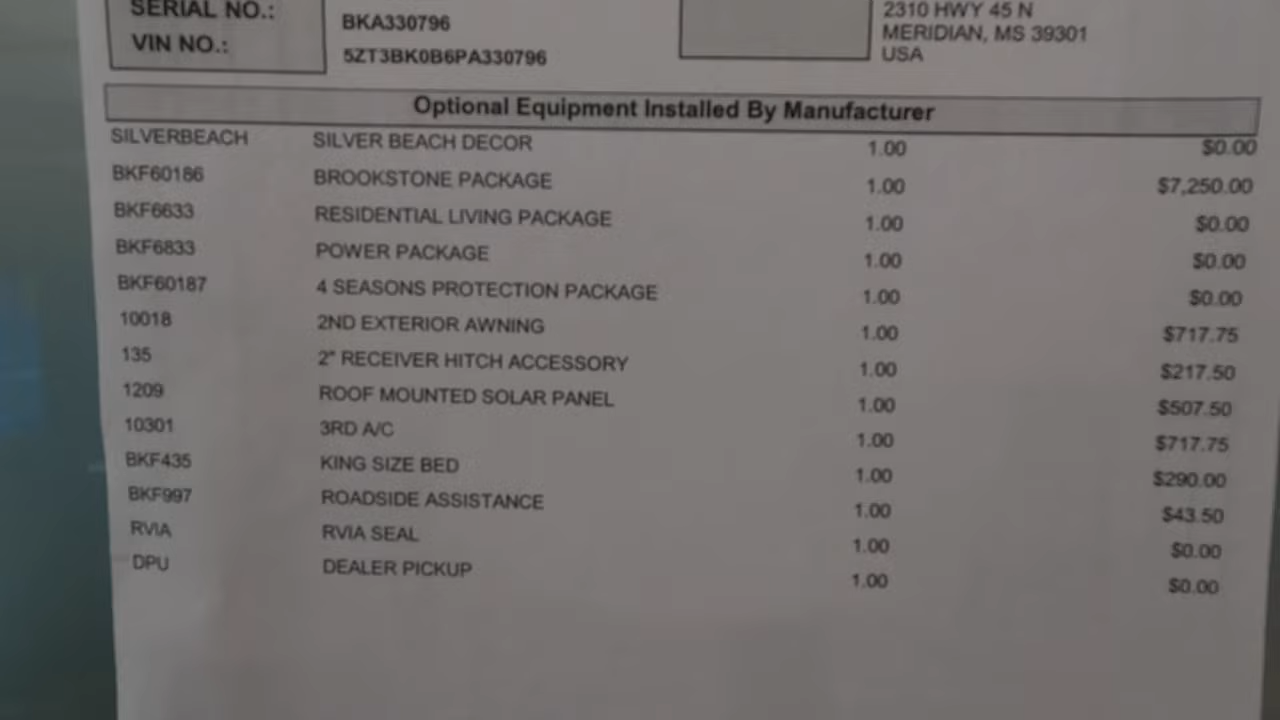 SERIAL NO.: BKA330796 2310 HWY 45 N
VIN NO.: 5ZT3BK0B6PA330796 MERIDIAN, MS 39301
USA
Optional Equipment Installed By Manufacturer
SILVERBEACH SILVER BEACH DECOR 1.00 $0.00
BKF60186 BROOKSTONE PACKAGE 1.00 $7,250.00
BKF6633 RESIDENTIAL LIVING PACKAGE 1.00 $0.00
BKF6833 POWER PACKAGE 1.00 $0.00
BKF60187 4 SEASONS PROTECTION PACKAGE 1.00 $0.00
10018 2ND EXTERIOR AWNING 1.00 $717.75
135 2" RECEIVER HITCH ACCESSORY 1.00 $217.50
1209 ROOF MOUNTED SOLAR PANEL 1.00 $507.50
10301 3RD A/C 1.00 $717.75
BKF435 KING SIZE BED 1.00 $290.00
BKF997 ROADSIDE ASSISTANCE 1.00 $43.50
RVIA RVIA SEAL 1.00 $0.00
DPU DEALER PICKUP 1.00 $0.00